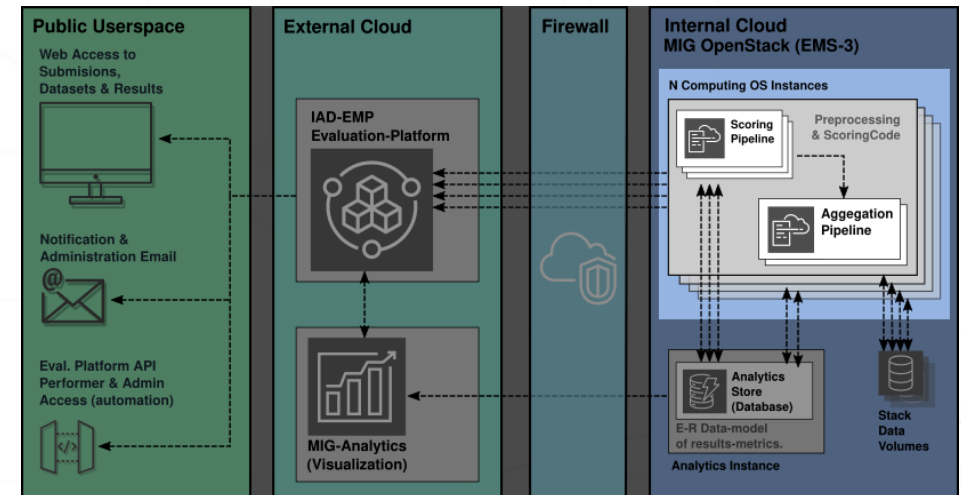 Public Userspace
Web Access to
Submisions,
Datasets & Results
Notification &
Administration Email
@
Eval. Platform API
Performer & Admin
Access (automation)
</>
External Cloud
IAD-EMP
Evaluation-Platform
MIG-Analytics
(Visualization)
Firewall
Internal Cloud
MIG OpenStack (EMS-3)
N Computing OS Instances
Scoring
Pipeline
Preprocessing
& ScoringCode
Aggegation
Pipeline
Analytics
Store
(Database)
E-R Data-model
of results-metrics.
Analytics Instance
Stack
Data
Volumes